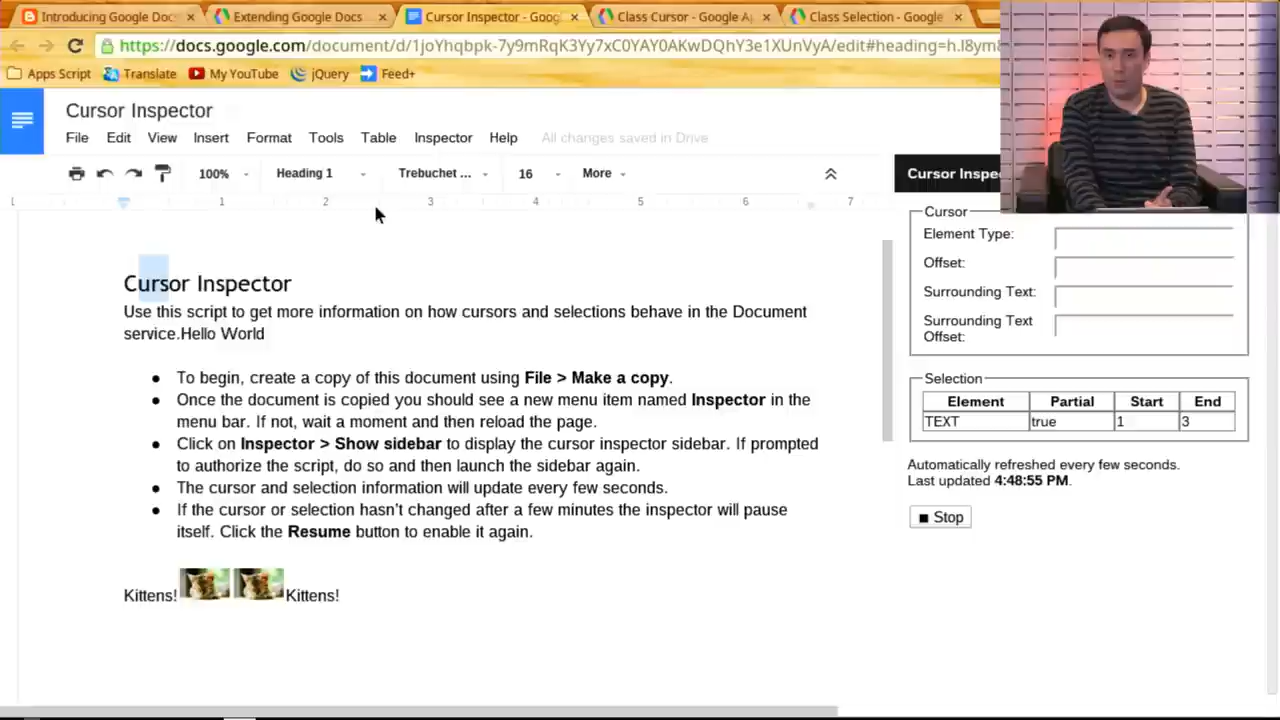 Introducing Google Docs
Extending Google Docs
Cursor Inspector - Goog
Class Cursor - Google Ap
Class Selection - Google
https://docs.google.com/document/d/1joYhqbpk-7y9mRqK3Yy7xC0YAY0AKwDQhY3e1XUnVyA/edit#heading=h.l8ym
Apps Script
Translate
My YouTube
jQuery
Feed+
Cursor Inspector
File Edit View Insert Format Tools Table Inspector Help All changes saved in Drive
100% Heading 1 Trebuchet ... 16 More
1 2 3 4 5 6 7
Cursor Inspector
Use this script to get more information on how cursors and selections behave in the Document
service.Hello World
● To begin, create a copy of this document using File > Make a copy.
● Once the document is copied you should see a new menu item named Inspector in the
menu bar. If not, wait a moment and then reload the page.
● Click on Inspector > Show sidebar to display the cursor inspector sidebar. If prompted
to authorize the script, do so and then launch the sidebar again.
● The cursor and selection information will update every few seconds.
● If the cursor or selection hasn't changed after a few minutes the inspector will pause
itself. Click the Resume button to enable it again.
Kittens! Kittens!
Cursor Inspe
Cursor
Element Type:
Offset:
Surrounding Text:
Surrounding Text
Offset:
Selection
Element Partial Start End
TEXT true 1 3
Automatically refreshed every few seconds.
Last updated 4:48:55 PM.
■ Stop